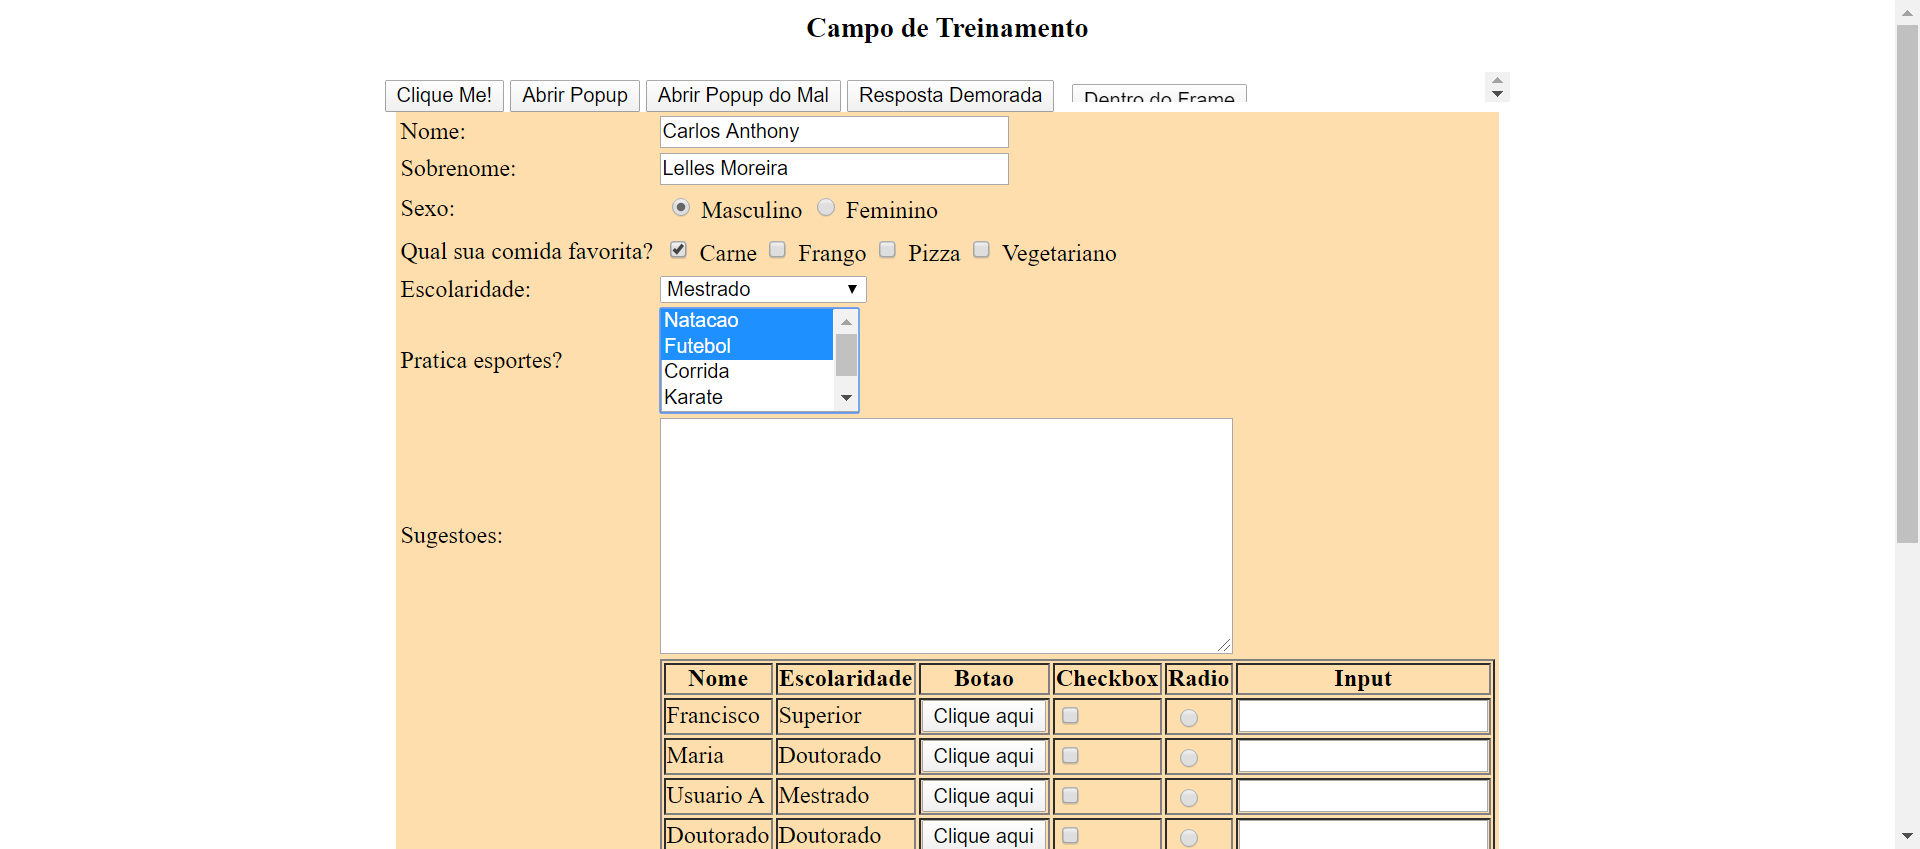 Campo de Treinamento
Clique Me! Abrir Popup Abrir Popup do Mal Resposta Demorada Dentro do Frame
Nome: Carlos Anthony
Sobrenome: Lelles Moreira
Sexo: Masculino Feminino
Qual sua comida favorita? Carne Frango Pizza Vegetariano
Escolaridade: Mestrado
Pratica esportes? Natacao
Futebol
Corrida
Karate
Sugestoes:
Nome Escolaridade Botao Checkbox Radio Input
Francisco Superior Clique aqui
Maria Doutorado Clique aqui
Usuario A Mestrado Clique aqui
Doutorado Doutorado Clique aqui